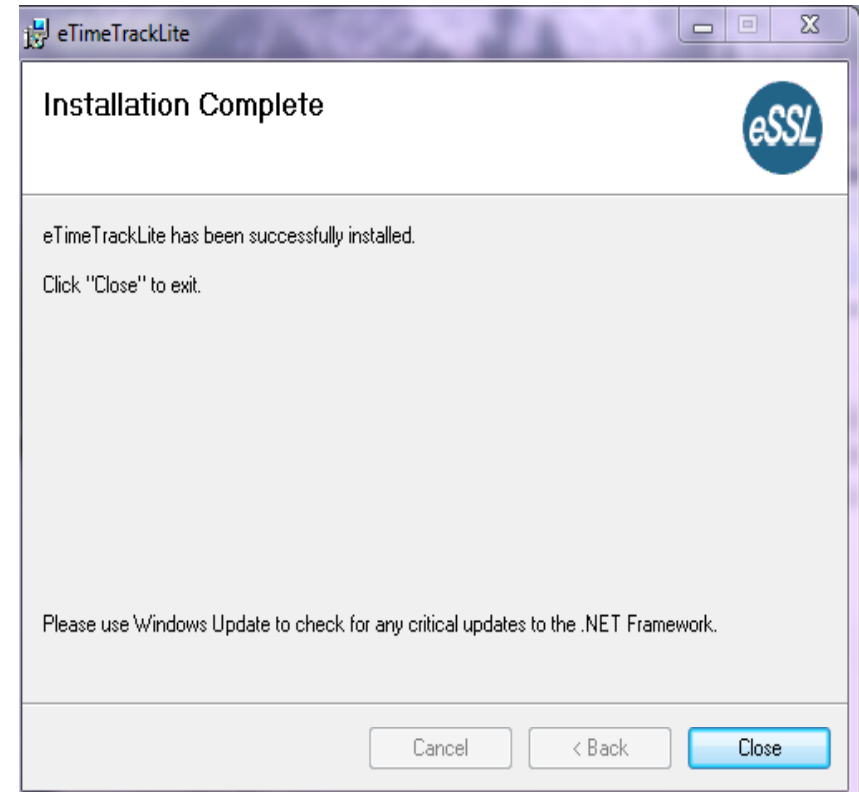 eTimeTrackLite
Installation Complete
eSSL
eTimeTrackLite has been successfully installed.
Click "Close" to exit.
Please use Windows Update to check for any critical updates to the .NET Framework.
Cancel
< Back
Close